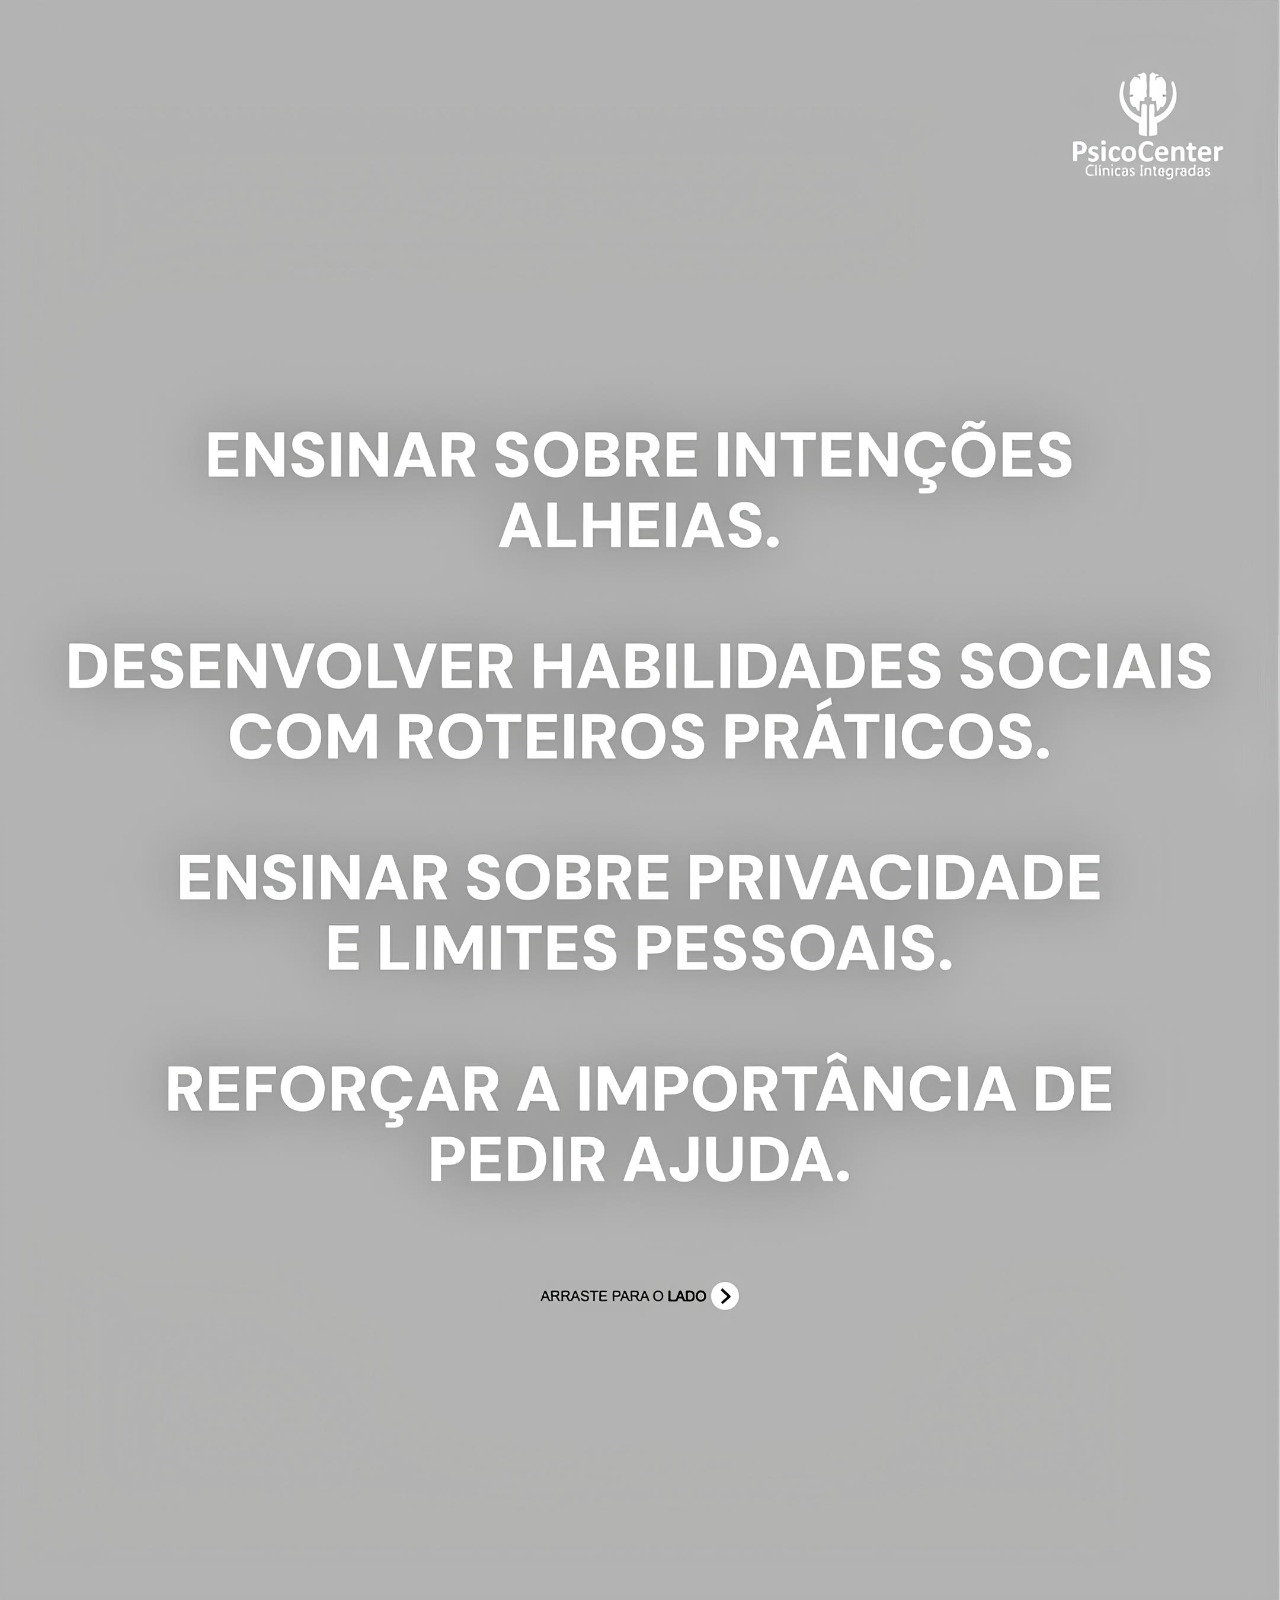 PsicoCenter
Clínicas Integradas
ENSINAR SOBRE INTENÇÕES
ALHEIAS.
DESENVOLVER HABILIDADES SOCIAIS
COM ROTEIROS PRÁTICOS.
ENSINAR SOBRE PRIVACIDADE
E LIMITES PESSOAIS.
REFORÇAR A IMPORTÂNCIA DE
PEDIR AJUDA.
ARRASTE PARA O LADO